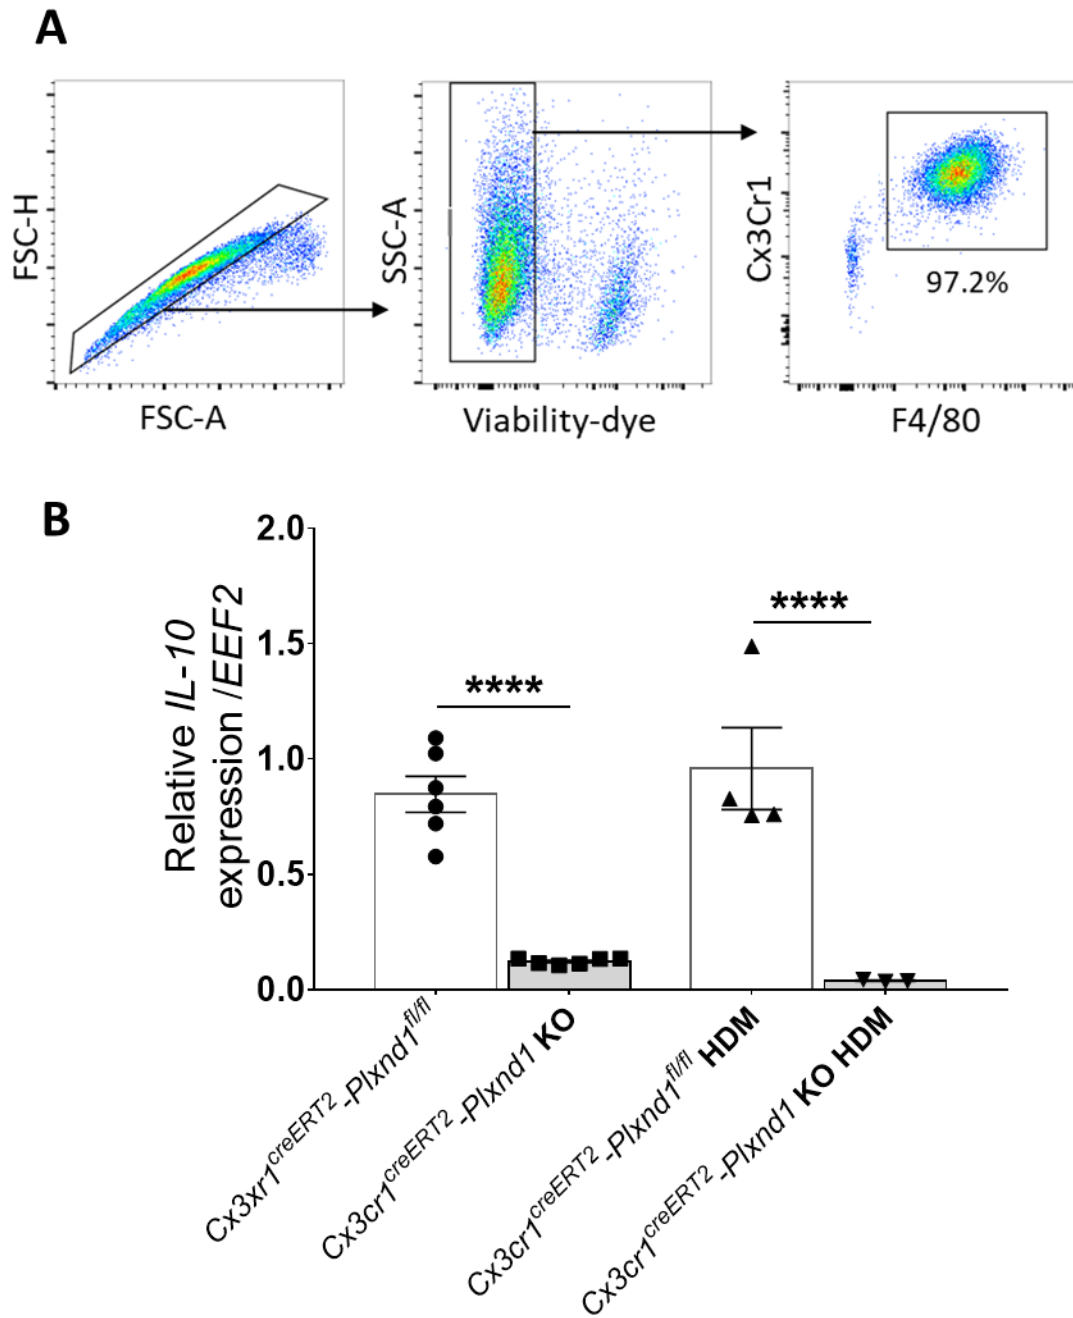 A
FSC-H
FSC-A
SSC-A
Viability-dye
Cx3Cr1
97.2%
F4/80
B
Relative IL-10
expression /EEF2
2.0
1.5
1.0
0.5
0.0
****
****
Cx3xr1creERT2-Plxnd1fl/fl
Cx3cr1creERT2-Plxnd1 KO
Cx3cr1creERT2-Plxnd1fl/fl HDM
Cx3cr1creERT2-Plxnd1 KO HDM